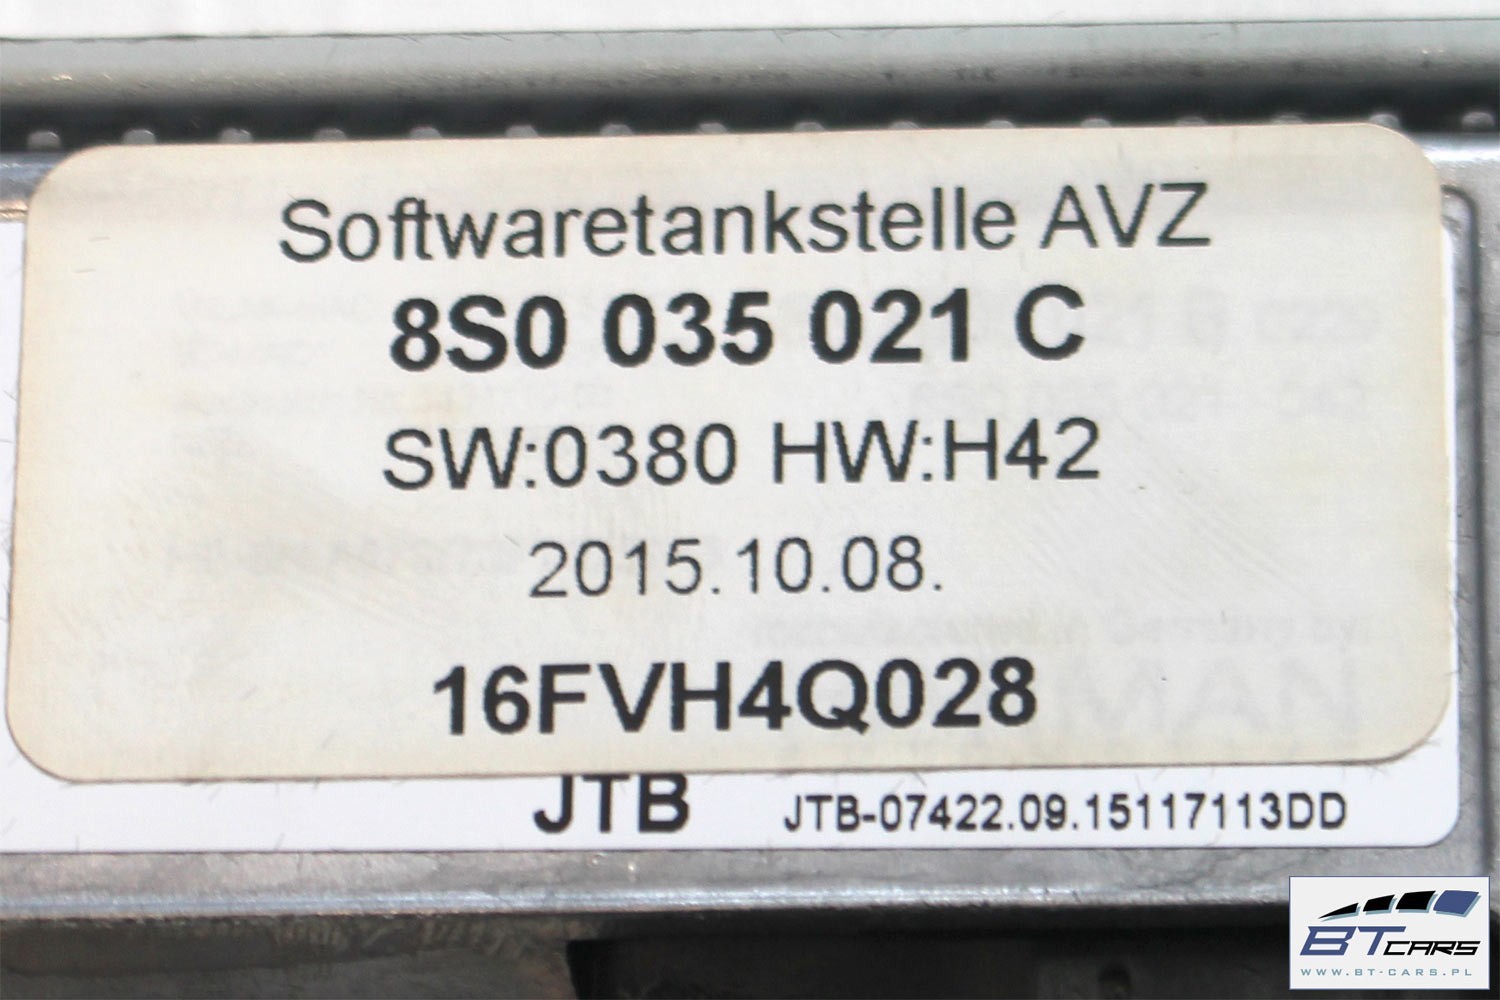 Softwaretankstelle AVZ
8S0 035 021 C
SW:0380 HW:H42
2015.10.08.
16FVH4Q028
JTB JTB-07422.09.15117113DD
BT CARS
WWW.BT-CARS.PL